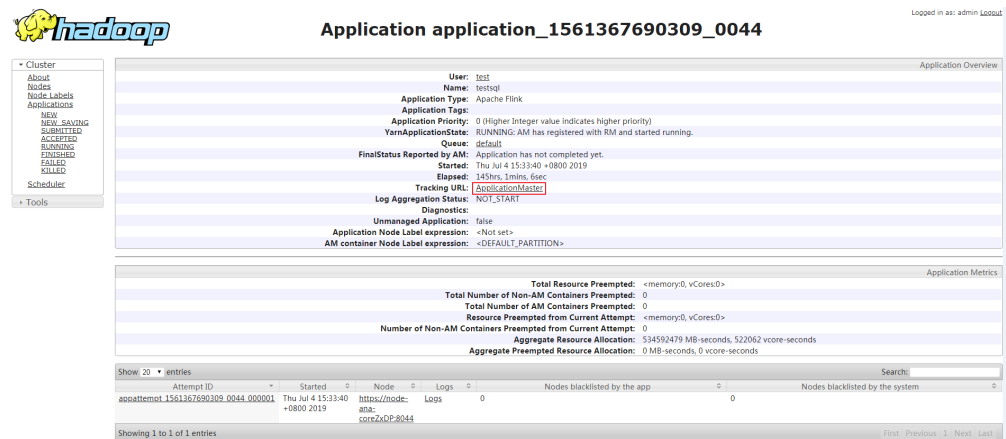 Logged in as: admin Logout
hadoop
Application application_1561367690309_0044
Cluster
About
Nodes
Node Labels
Applications
NEW
NEW_SAVING
SUBMITTED
ACCEPTED
RUNNING
FINISHED
FAILED
KILLED
Scheduler
Tools
Application Overview
User: test
Name: testsql
Application Type: Apache Flink
Application Tags:
Application Priority: 0 (Higher Integer value indicates higher priority)
YarnApplicationState: RUNNING: AM has registered with RM and started running.
Queue: default
FinalStatus Reported by AM: Application has not completed yet.
Started: Thu Jul 4 15:33:40 +0800 2019
Elapsed: 145hrs, 1mins, 6sec
Tracking URL: ApplicationMaster
Log Aggregation Status: NOT_START
Diagnostics:
Unmanaged Application: false
Application Node Label expression: <Not set>
AM container Node Label expression: <DEFAULT_PARTITION>
Application Metrics
Total Resource Preempted: <memory:0, vCores:0>
Total Number of Non-AM Containers Preempted: 0
Total Number of AM Containers Preempted: 0
Resource Preempted from Current Attempt: <memory:0, vCores:0>
Number of Non-AM Containers Preempted from Current Attempt: 0
Aggregate Resource Allocation: 534592479 MB-seconds, 522062 vcore-seconds
Aggregate Preempted Resource Allocation: 0 MB-seconds, 0 vcore-seconds
Show 20 entries Search:
Attempt ID Started Node Logs Nodes blacklisted by the app Nodes blacklisted by the system
appattempt_1561367690309_0044_000001 Thu Jul 4 15:33:40 https://node- Logs 0 0
+0800 2019 ana-
coreZxDP:8044
Showing 1 to 1 of 1 entries First Previous 1 Next Last